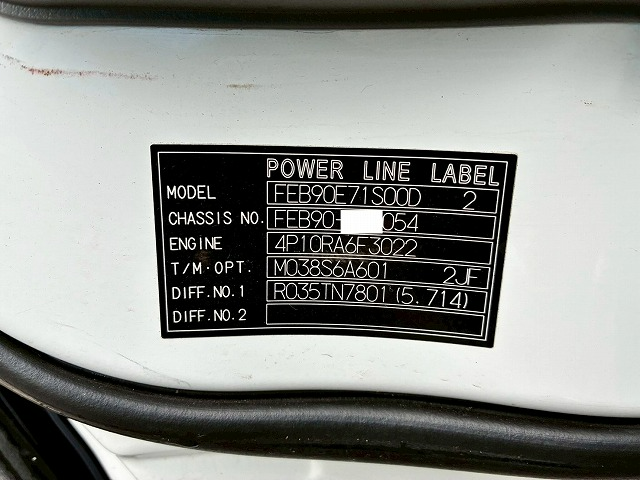 POWER LINE LABEL
MODEL FEB90E71S00D 2
CHASSIS NO. FEB90- 054
ENGINE 4P10RA6F3022
T/M·OPT. M038S6A601 2JF
DIFF.NO.1 R035TN7801(5.714)
DIFF.NO.2